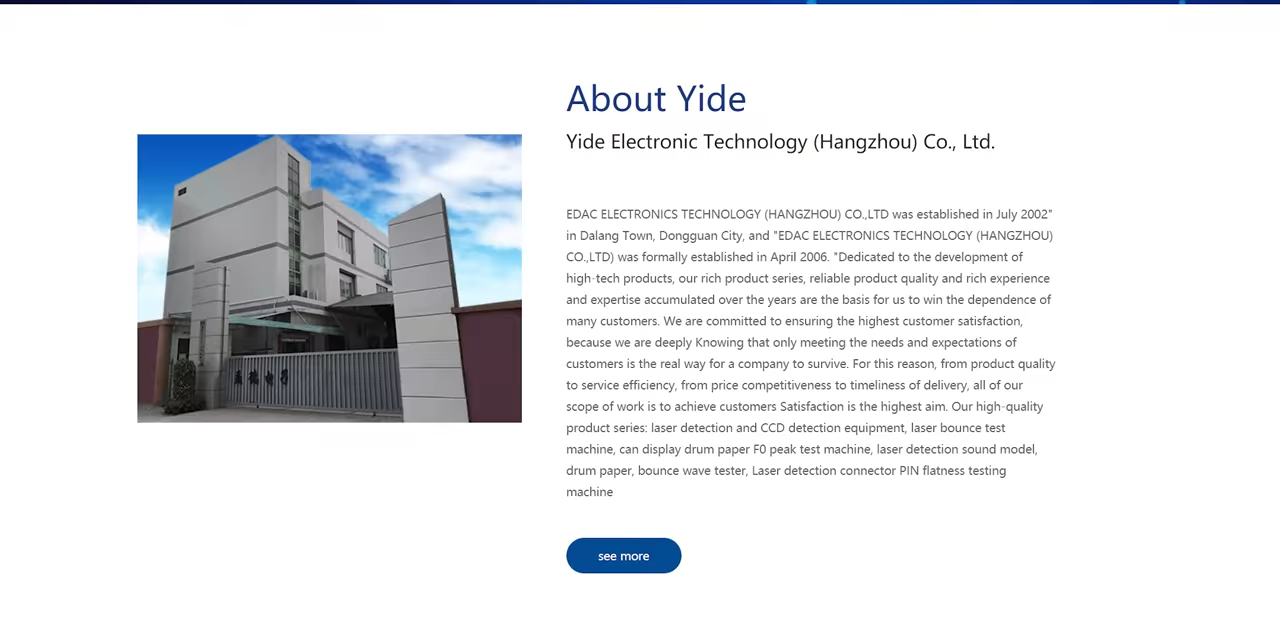 About Yide
Yide Electronic Technology (Hangzhou) Co., Ltd.
EDAC ELECTRONICS TECHNOLOGY (HANGZHOU) CO.,LTD was established in July 2002"
in Dalang Town, Dongguan City, and "EDAC ELECTRONICS TECHNOLOGY (HANGZHOU)
CO.,LTD) was formally established in April 2006. "Dedicated to the development of
high-tech products, our rich product series, reliable product quality and rich experience
and expertise accumulated over the years are the basis for us to win the dependence of
many customers. We are committed to ensuring the highest customer satisfaction,
because we are deeply Knowing that only meeting the needs and expectations of
customers is the real way for a company to survive. For this reason, from product quality
to service efficiency, from price competitiveness to timeliness of delivery, all of our
scope of work is to achieve customers Satisfaction is the highest aim. Our high-quality
product series: laser detection and CCD detection equipment, laser bounce test
machine, can display drum paper F0 peak test machine, laser detection sound model,
drum paper, bounce wave tester, Laser detection connector PIN flatness testing
machine
see more